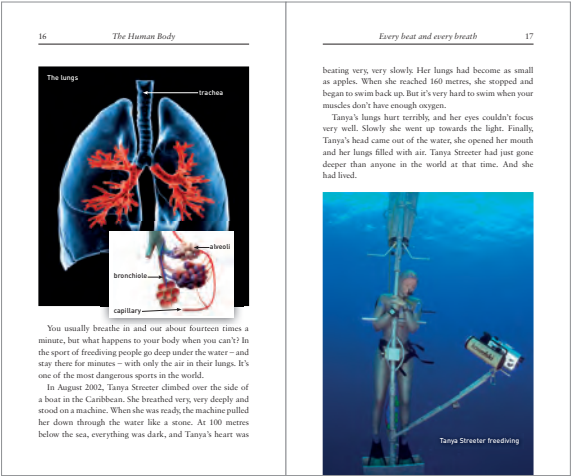 16
The Human Body
The lungs
trachea
alveoli
bronchiole
capillary
You usually breathe in and out about fourteen times a
minute, but what happens to your body when you can't? In
the sport of freediving people go deep under the water – and
stay there for minutes – with only the air in their lungs. It's
one of the most dangerous sports in the world.
In August 2002, Tanya Streeter climbed over the side of
a boat in the Caribbean. She breathed very, very deeply and
stood on a machine. When she was ready, the machine pulled
her down through the water like a stone. At 100 metres
below the sea, everything was dark, and Tanya's heart was
Every beat and every breath
17
beating very, very slowly. Her lungs had become as small
as apples. When she reached 160 metres, she stopped and
began to swim back up. But it's very hard to swim when your
muscles don't have enough oxygen.
Tanya's lungs hurt terribly, and her eyes couldn't focus
very well. Slowly she went up towards the light. Finally,
Tanya's head came out of the water, she opened her mouth
and her lungs filled with air. Tanya Streeter had just gone
deeper than anyone in the world at that time. And she
had lived.
Tanya Streeter freediving